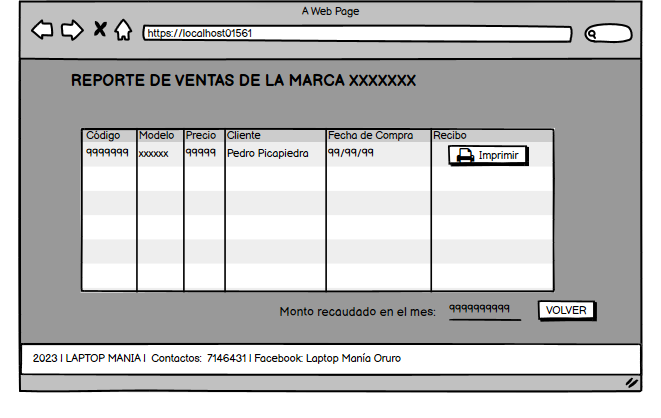 A Web Page
https://localhost01561
REPORTE DE VENTAS DE LA MARCA XXXXXXX
Código Modelo Precio Cliente Fecha de Compra Recibo
9999999 xxxxxx 99999 Pedro Picapiedra 99/99/99 Imprimir
Monto recaudado en el mes: 9999999999 VOLVER
2023 | LAPTOP MANIA | Contactos: 7146431 | Facebook: Laptop Manía Oruro